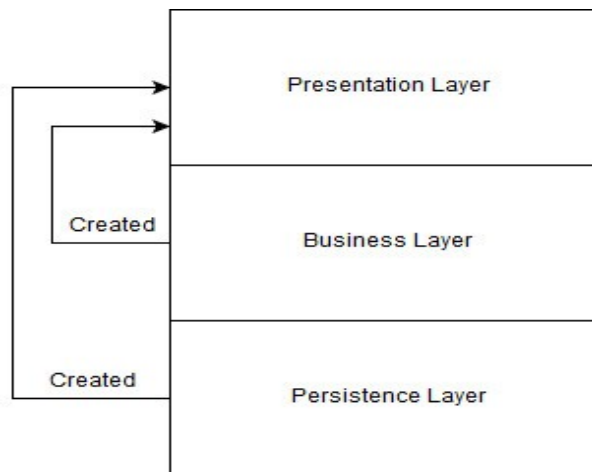 Presentation Layer
Created
Business Layer
Created
Persistence Layer